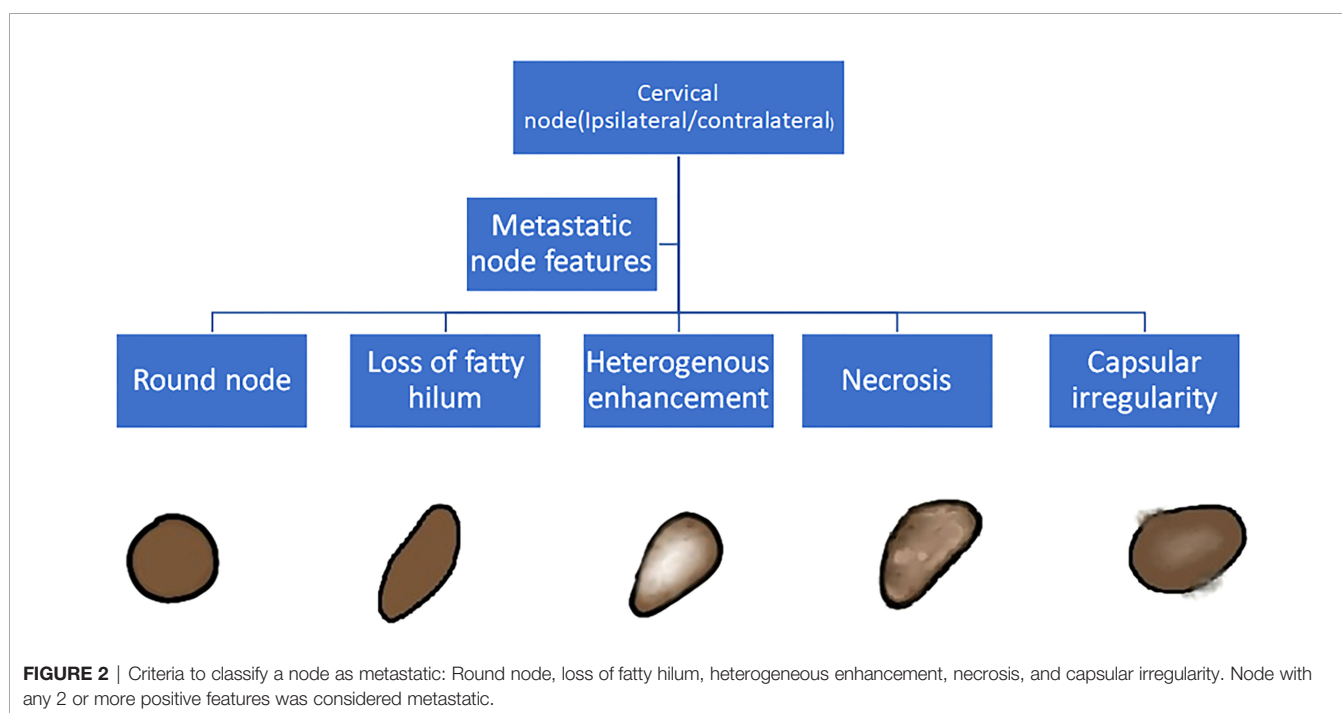 Cervical
node(Ipsilateral/contralateral)
Metastatic
node features
Round node
Loss of fatty
hilum
Heterogenous
enhancement
Necrosis
Capsular
irregularity
FIGURE 2 | Criteria to classify a node as metastatic: Round node, loss of fatty hilum, heterogeneous enhancement, necrosis, and capsular irregularity. Node with
any 2 or more positive features was considered metastatic.